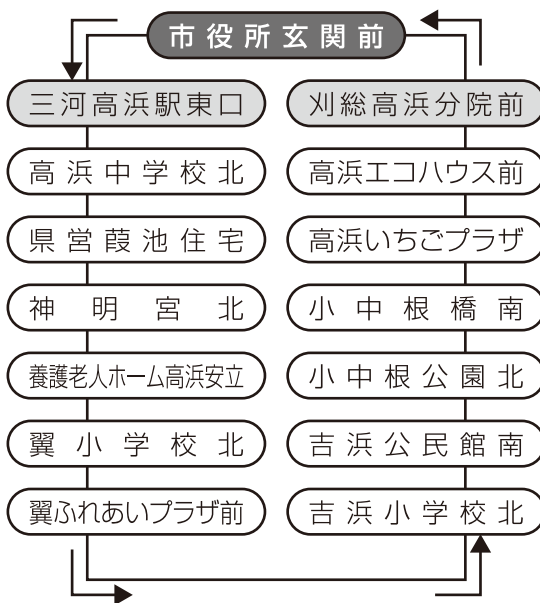 市役所玄関前
三河高浜駅東口
高浜中学校北
県営葭池住宅
神明宮北
養護老人ホーム高浜安立
翼小学校北
翼ふれあいプラザ前
刈総高浜分院前
高浜エコハウス前
高浜いちごプラザ
小中根橋南
小中根公園北
吉浜公民館南
吉浜小学校北